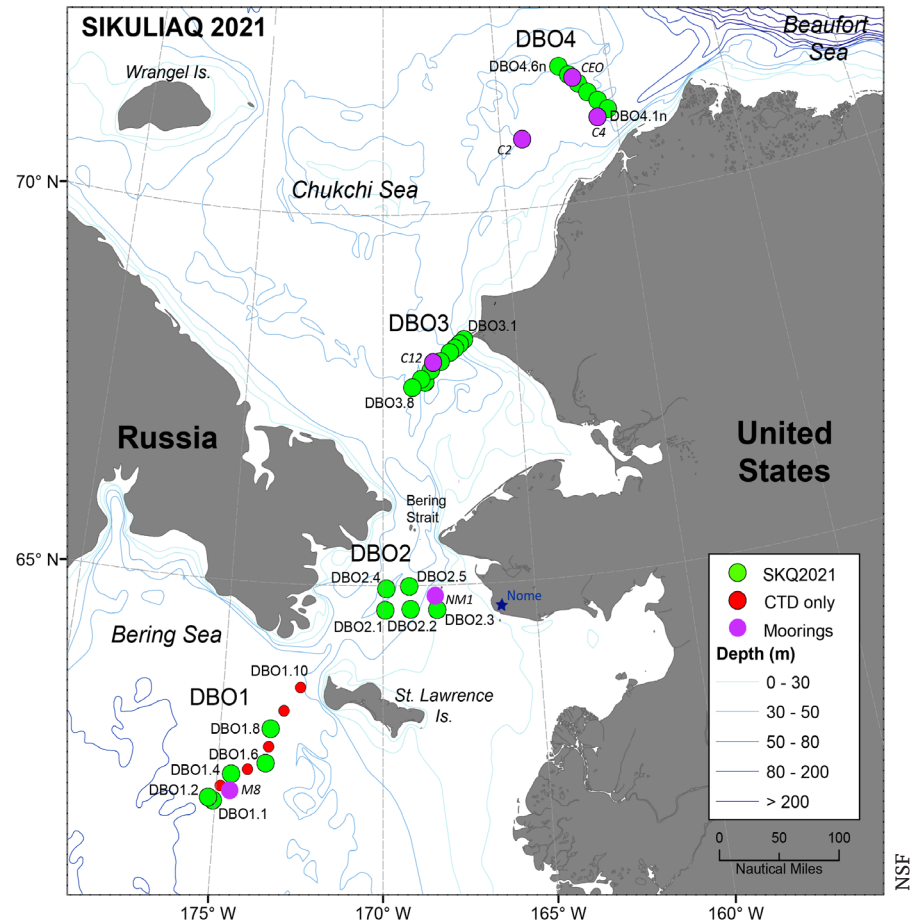 SIKULIAQ 2021
Beaufort
Sea
DBO4
DBO4.6n
CEO
Wrangel Is.
DBO4.1n
C4
C2
70° N
Chukchi Sea
DBO3
DBO3.1
C12
DBO3.8
Russia
United
States
Bering
Strait
65° N
DBO2
DBO2.4
DBO2.5
NM1
Nome
DBO2.1
DBO2.2
DBO2.3
Bering Sea
DBO1.10
DBO1
St. Lawrence
Is.
DBO1.8
DBO1.6
DBO1.4
DBO1.2
M8
DBO1.1
SKQ2021
CTD only
Moorings
Depth (m)
0 - 30
30 - 50
50 - 80
80 - 200
> 200
0 50 100
Nautical Miles
175° W
170° W
165° W
160° W
NSF